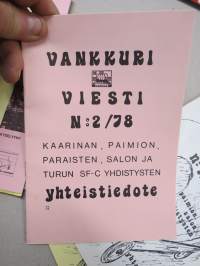 VANKKURI
VIESTI
N:2/78
KAARINAN, PAIMION,
PARAISTEN, SALON JA
TURUN SF-C YHDISTYSTEN
yhteistiedote